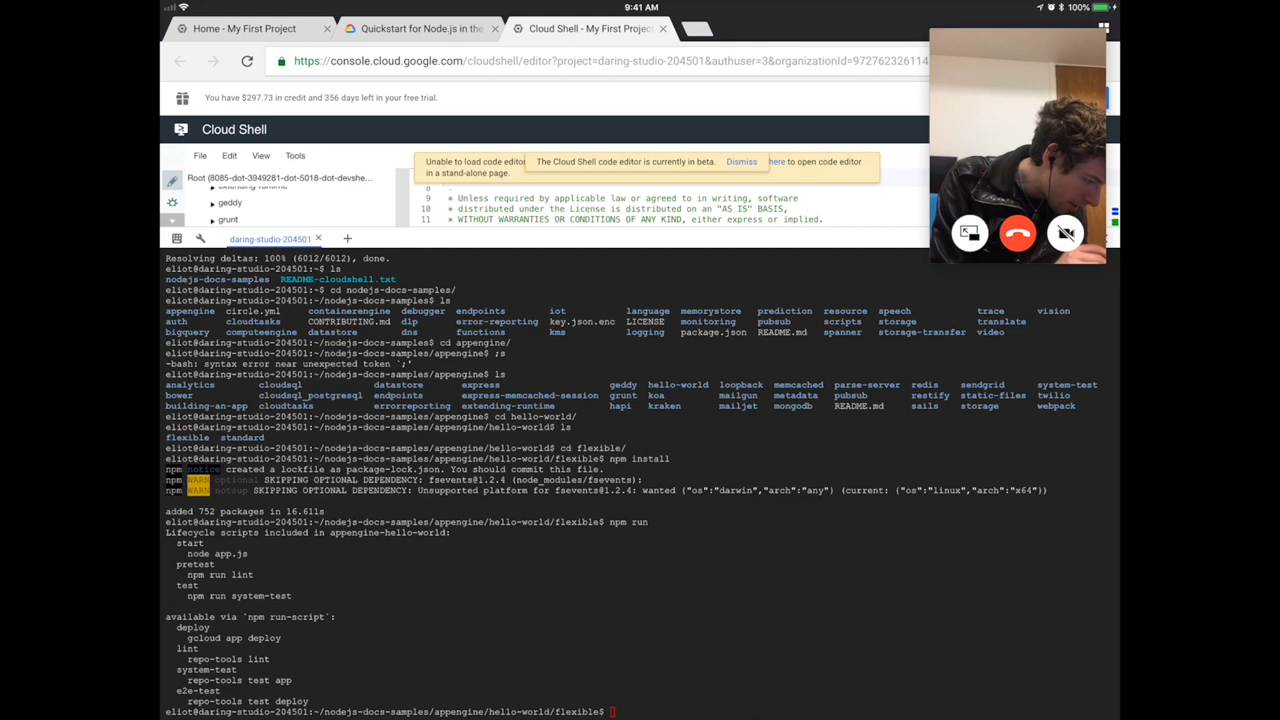 9:41 AM
100%
Home - My First Project
Quickstart for Node.js in the
Cloud Shell - My First Project
https://console.cloud.google.com/cloudshell/editor?project=daring-studio-204501&authuser=3&organizationId=972762326114
You have $297.73 in credit and 356 days left in your free trial.
Cloud Shell
File Edit View Tools
Unable to load code editor
The Cloud Shell code editor is currently in beta. Dismiss
here to open code editor
in a stand-alone page.
Root (8085-dot-3949281-dot-5018-dot-devshe...
extending-runtime
geddy
grunt
8
9 * Unless required by applicable law or agreed to in writing, software
10 * distributed under the License is distributed on an "AS IS" BASIS,
11 * WITHOUT WARRANTIES OR CONDITIONS OF ANY KIND, either express or implied.
daring-studio-204501
Resolving deltas: 100% (6012/6012), done.
eliot@daring-studio-204501:~$ ls
nodejs-docs-samples README-cloudshell.txt
eliot@daring-studio-204501:~$ cd nodejs-docs-samples/
eliot@daring-studio-204501:~/nodejs-docs-samples$ ls
appengine circle.yml containerengine debugger endpoints iot language memorystore prediction resource speech trace vision
auth cloudtasks CONTRIBUTING.md dlp error-reporting key.json.enc LICENSE monitoring pubsub scripts storage translate
bigquery computeengine datastore dns functions kms logging package.json README.md spanner storage-transfer video
eliot@daring-studio-204501:~/nodejs-docs-samples$ cd appengine/
eliot@daring-studio-204501:~/nodejs-docs-samples/appengine$ ;s
-bash: syntax error near unexpected token `;'
eliot@daring-studio-204501:~/nodejs-docs-samples/appengine$ ls
analytics cloudsql datastore express geddy hello-world loopback memcached parse-server redis sendgrid system-test
bower cloudsql_postgresql endpoints express-memcached-session grunt koa mailgun metadata pubsub restify static-files twilio
building-an-app cloudtasks errorreporting extending-runtime hapi kraken mailjet mongodb README.md sails storage webpack
eliot@daring-studio-204501:~/nodejs-docs-samples/appengine$ cd hello-world/
eliot@daring-studio-204501:~/nodejs-docs-samples/appengine/hello-world$ ls
flexible standard
eliot@daring-studio-204501:~/nodejs-docs-samples/appengine/hello-world$ cd flexible/
eliot@daring-studio-204501:~/nodejs-docs-samples/appengine/hello-world/flexible$ npm install
npm notice created a lockfile as package-lock.json. You should commit this file.
npm WARN optional SKIPPING OPTIONAL DEPENDENCY: fsevents@1.2.4 (node_modules/fsevents):
npm WARN notsup SKIPPING OPTIONAL DEPENDENCY: Unsupported platform for fsevents@1.2.4: wanted {"os":"darwin","arch":"any"} (current: {"os":"linux","arch":"x64"})
added 752 packages in 16.611s
eliot@daring-studio-204501:~/nodejs-docs-samples/appengine/hello-world/flexible$ npm run
Lifecycle scripts included in appengine-hello-world:
start
node app.js
pretest
npm run lint
test
npm run system-test
available via `npm run-script`:
deploy
gcloud app deploy
lint
repo-tools lint
system-test
repo-tools test app
e2e-test
repo-tools test deploy
eliot@daring-studio-204501:~/nodejs-docs-samples/appengine/hello-world/flexible$